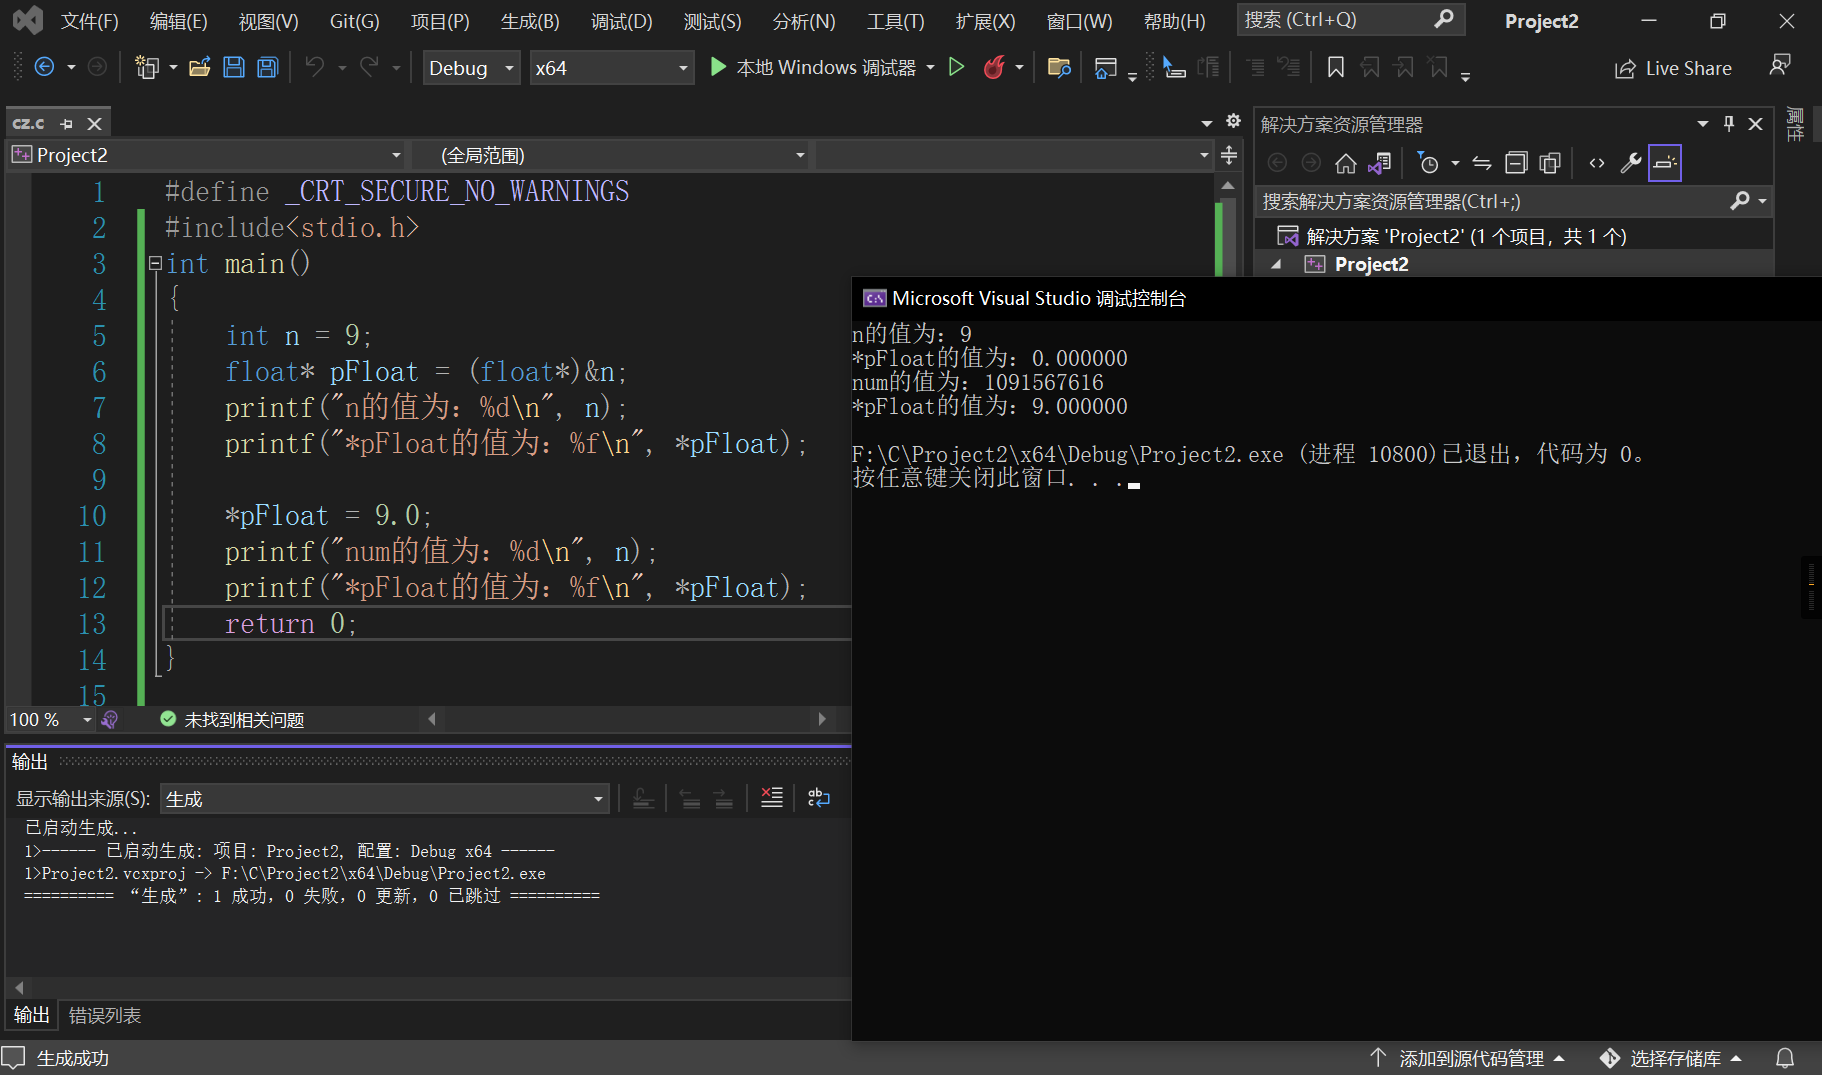 文件(F) 编辑(E) 视图(V) Git(G) 项目(P) 生成(B) 调试(D) 测试(S) 分析(N) 工具(T) 扩展(X) 窗口(W) 帮助(H) 搜索 (Ctrl+Q) Project2
Debug x64 本地 Windows 调试器 Live Share
cz.c
Project2 (全局范围)
1 #define _CRT_SECURE_NO_WARNINGS
2 #include<stdio.h>
3 int main()
4 {
5 int n = 9;
6 float* pFloat = (float*)&n;
7 printf("n的值为：%d\n", n);
8 printf("*pFloat的值为：%f\n", *pFloat);
9
10 *pFloat = 9.0;
11 printf("num的值为：%d\n", n);
12 printf("*pFloat的值为：%f\n", *pFloat);
13 return 0;
14 }
15
100 % 未找到相关问题
输出
显示输出来源(S): 生成
已启动生成...
1>------ 已启动生成: 项目: Project2, 配置: Debug x64 ------
1>Project2.vcxproj -> F:\C\Project2\x64\Debug\Project2.exe
========== “生成”: 1 成功，0 失败，0 更新，0 已跳过 ==========
输出 错误列表
解决方案资源管理器
搜索解决方案资源管理器(Ctrl+;)
解决方案 'Project2' (1 个项目，共 1 个)
Project2
属性
Microsoft Visual Studio 调试控制台
n的值为：9
*pFloat的值为：0.000000
num的值为：1091567616
*pFloat的值为：9.000000
F:\C\Project2\x64\Debug\Project2.exe (进程 10800)已退出，代码为 0。
按任意键关闭此窗口. . .
生成成功 添加到源代码管理 选择存储库